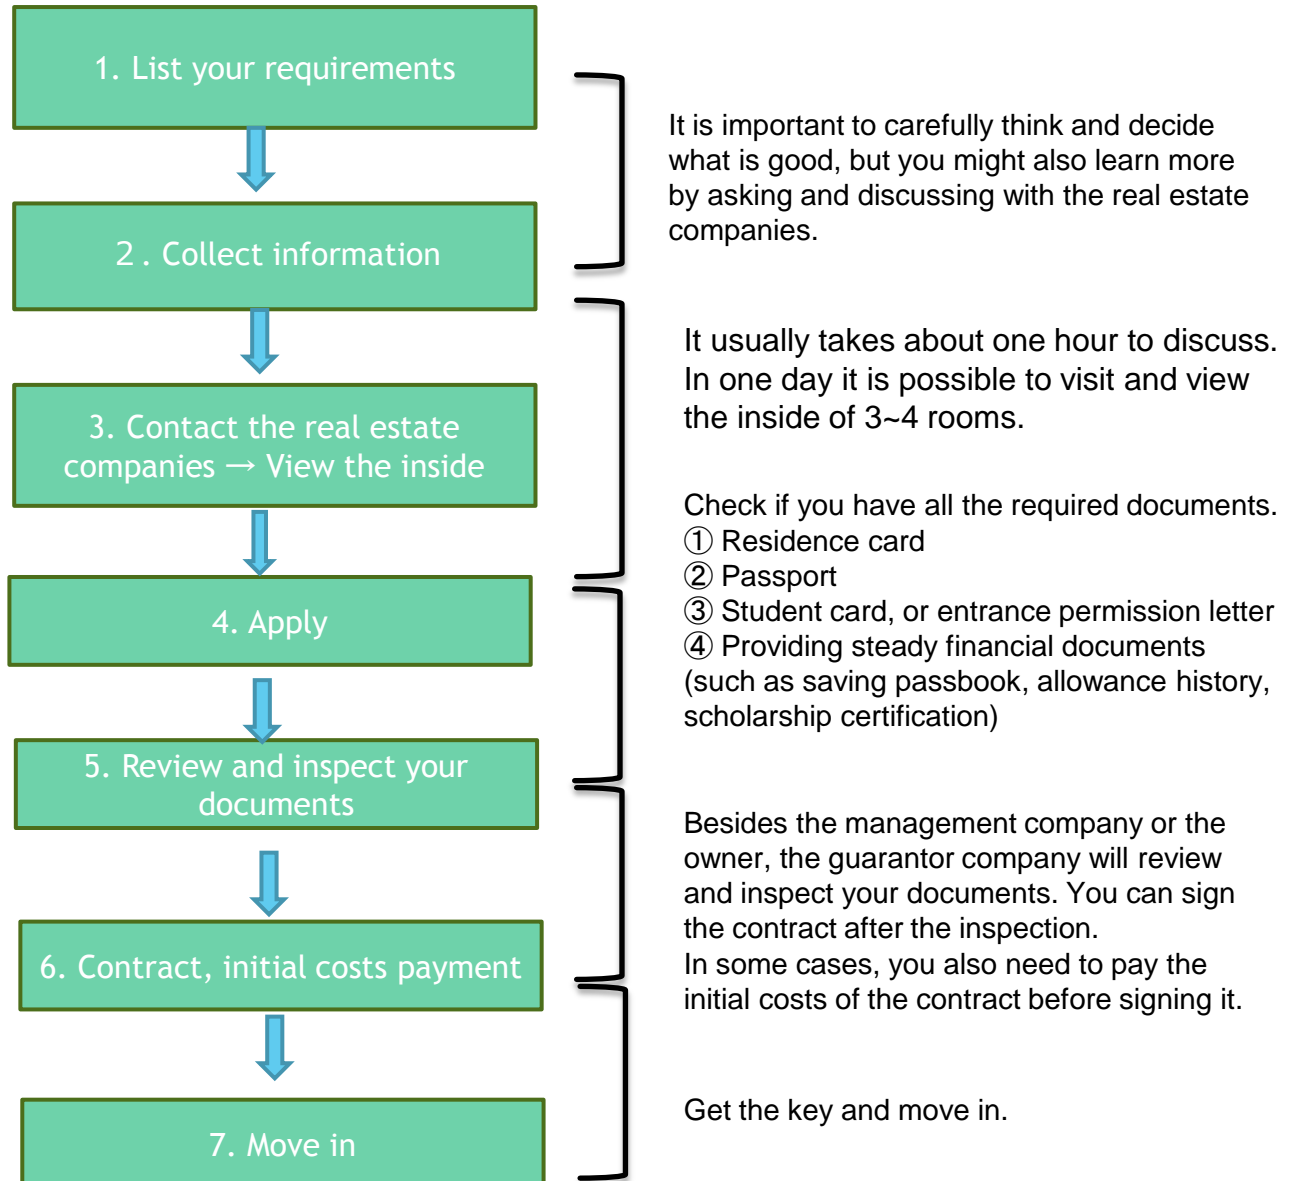 1. List your requirements
It is important to carefully think and decide
what is good, but you might also learn more
by asking and discussing with the real estate
companies.
２. Collect information
It usually takes about one hour to discuss.
In one day it is possible to visit and view
the inside of 3~4 rooms.
3. Contact the real estate
companies → View the inside
Check if you have all the required documents.
① Residence card
② Passport
③ Student card, or entrance permission letter
④ Providing steady financial documents
(such as saving passbook, allowance history,
scholarship certification)
4. Apply
5. Review and inspect your
documents
Besides the management company or the
owner, the guarantor company will review
and inspect your documents. You can sign
the contract after the inspection.
In some cases, you also need to pay the
initial costs of the contract before signing it.
6. Contract, initial costs payment
Get the key and move in.
7. Move in